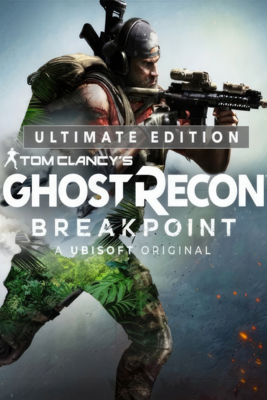 ULTIMATE EDITION
TOM CLANCY'S
GHOST RECON
BREAKPOINT
A UBISOFT ORIGINAL